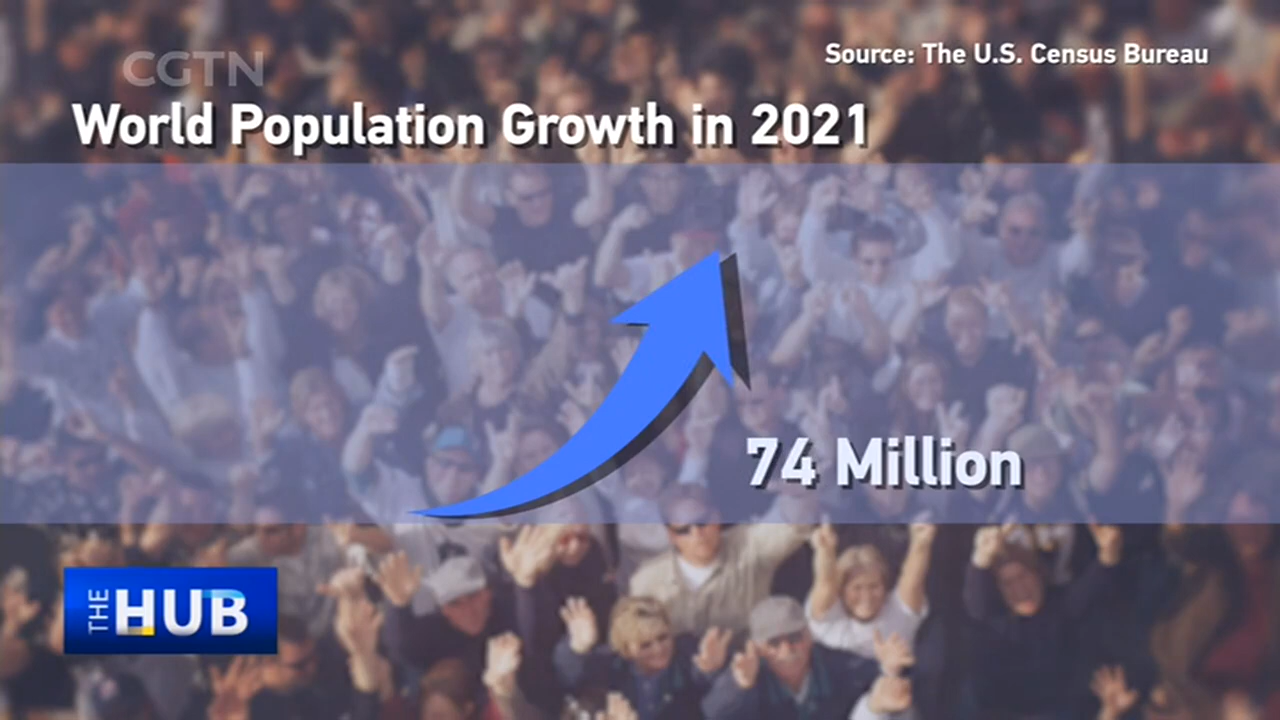 CGTN
Source: The U.S. Census Bureau
World Population Growth in 2021
74 Million
THE HUB